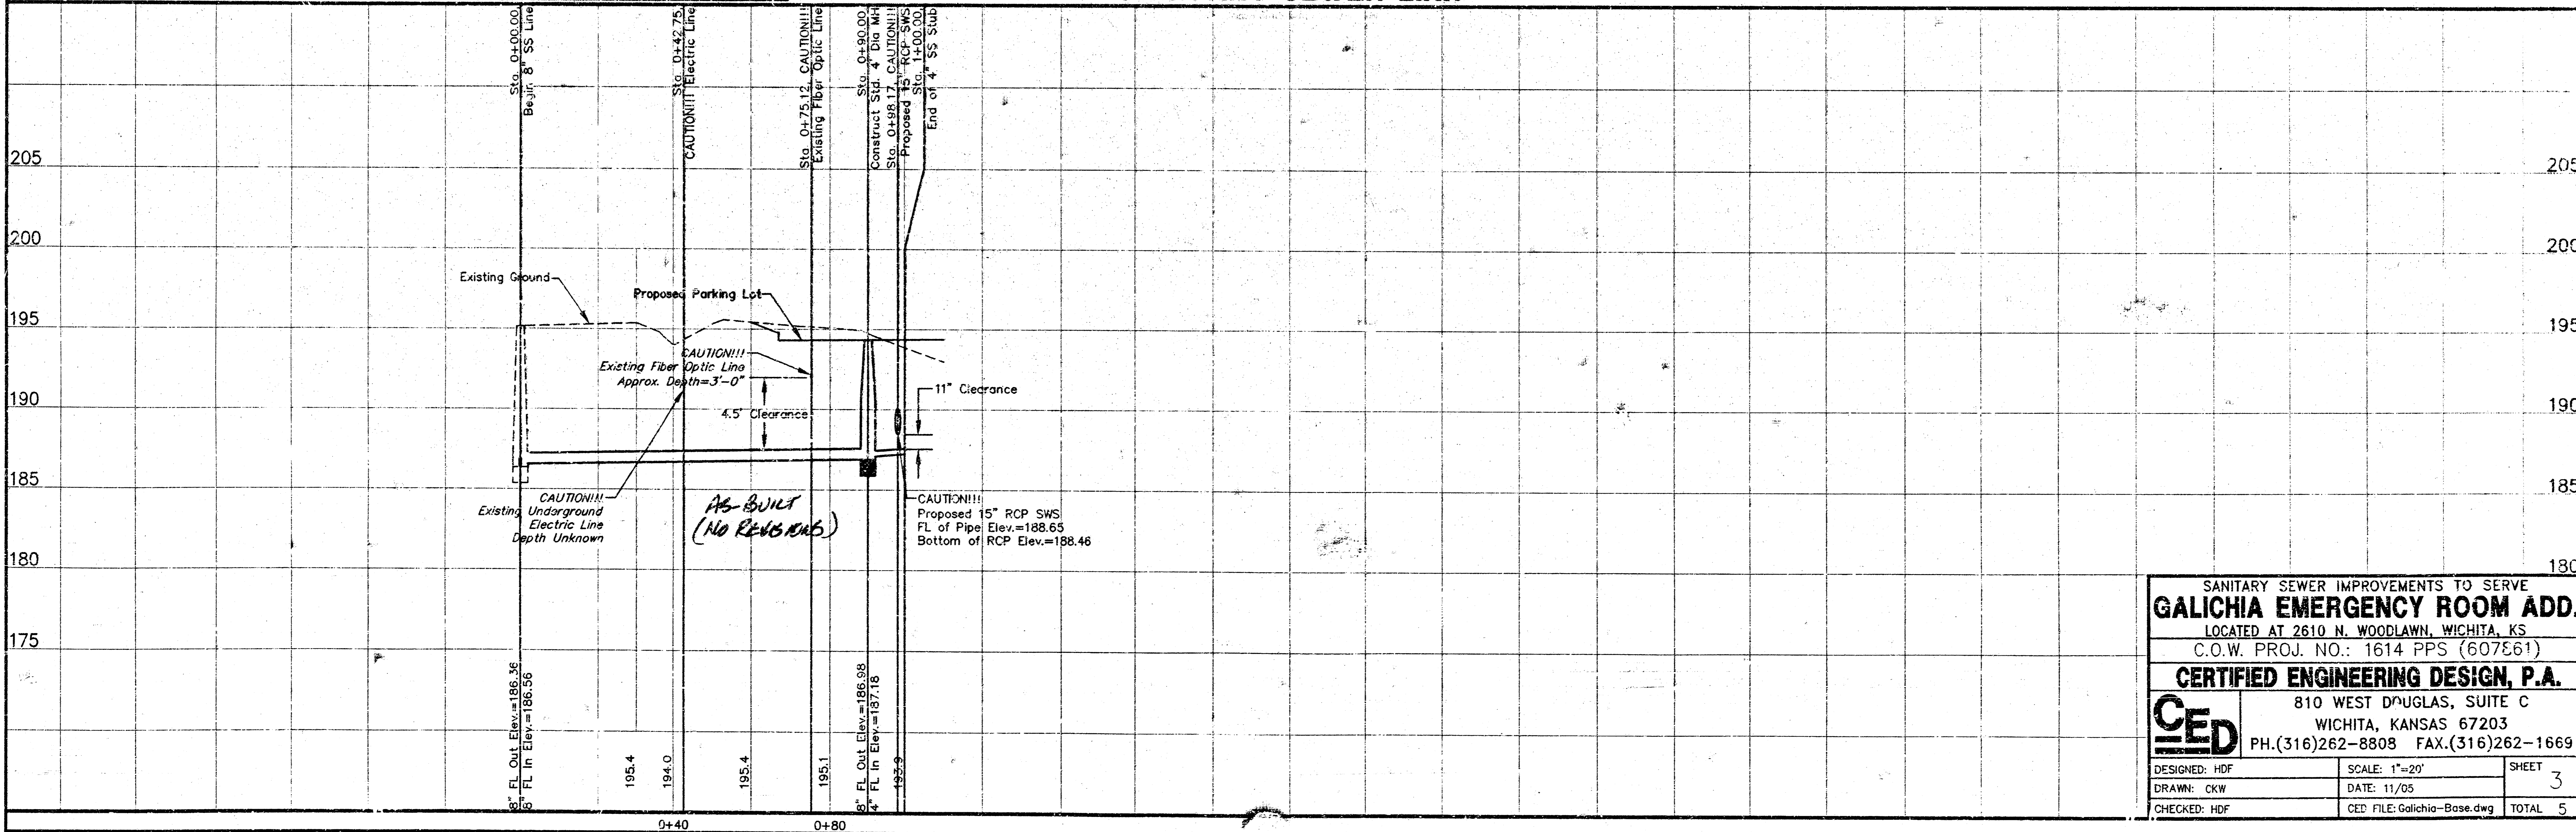 Sta. 0+00.00
Begin 8" SS Line
Sta. 0+42.75
CAUTION!!! Electric Line
Sta 0+75.12, CAUTION!!!
Existing Fiber Optic Line
Sta. 0+90.00
Construct Std. 4' Dia MH
Sta. 0+98.17, CAUTION!!!
Proposed 15" RCP SWS
Sta. 1+00.00
End of 4" SS Stub
205
205
200
200
Existing Ground
Proposed Parking Lot
195
195
CAUTION!!!
Existing Fiber Optic Line
Approx. Depth=3'-0"
190
190
4.5' Clearance
11" Clearance
185
185
CAUTION!!!
Existing Underground
Electric Line
Depth Unknown
AS-BUILT
(NO REVISIONS)
CAUTION!!!
Proposed 15" RCP SWS
FL of Pipe Elev.=188.65
Bottom of RCP Elev.=188.46
180
180
175
8" FL Out Elev.=186.36
8" FL In Elev.=186.56
195.4
194.0
195.4
195.1
8" FL Out Elev.=186.98
4" FL In Elev.=187.18
193.9
0+40
0+80
SANITARY SEWER IMPROVEMENTS TO SERVE
GALICHIA EMERGENCY ROOM ADD.
LOCATED AT 2610 N. WOODLAWN, WICHITA, KS
C.O.W. PROJ. NO.: 1614 PPS (607861)
CERTIFIED ENGINEERING DESIGN, P.A.
CED
810 WEST DOUGLAS, SUITE C
WICHITA, KANSAS 67203
PH.(316)262-8808 FAX.(316)262-1669
DESIGNED: HDF
SCALE: 1"=20'
SHEET 3
DRAWN: CKW
DATE: 11/05
CHECKED: HDF
CED FILE: Galichia-Base.dwg
TOTAL 5